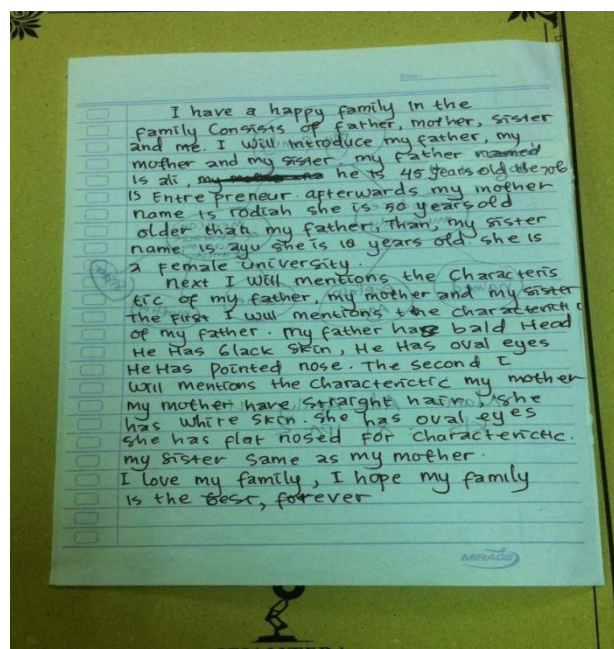 Date
I have a happy family In the
family Consists of father, mother, sister
and me. I will introduce my father, my
mother and my sister. my father named
Is ali, he is 45 years old the job
Is Entre preneur. afterwards my mother
name is rodiah she is 50 years old
older than my father, Than, my sister
name is ayu she is 18 years old. she is
a female university.
next I will mentions the Characteris
tic of my father, my mother and my sister
The first I will mentions the characterictic
of my father. my father has bald Head
He Has black skin, He Has oval eyes
He Has pointed nose. The second I
will mentions the characterictic my mother
my mother have straight hair, she
has white skin. she has oval eyes
she has flat nosed for characterictic.
my sister same as my mother.
I love my family, I hope my family
is the best, forever
MIRAGE